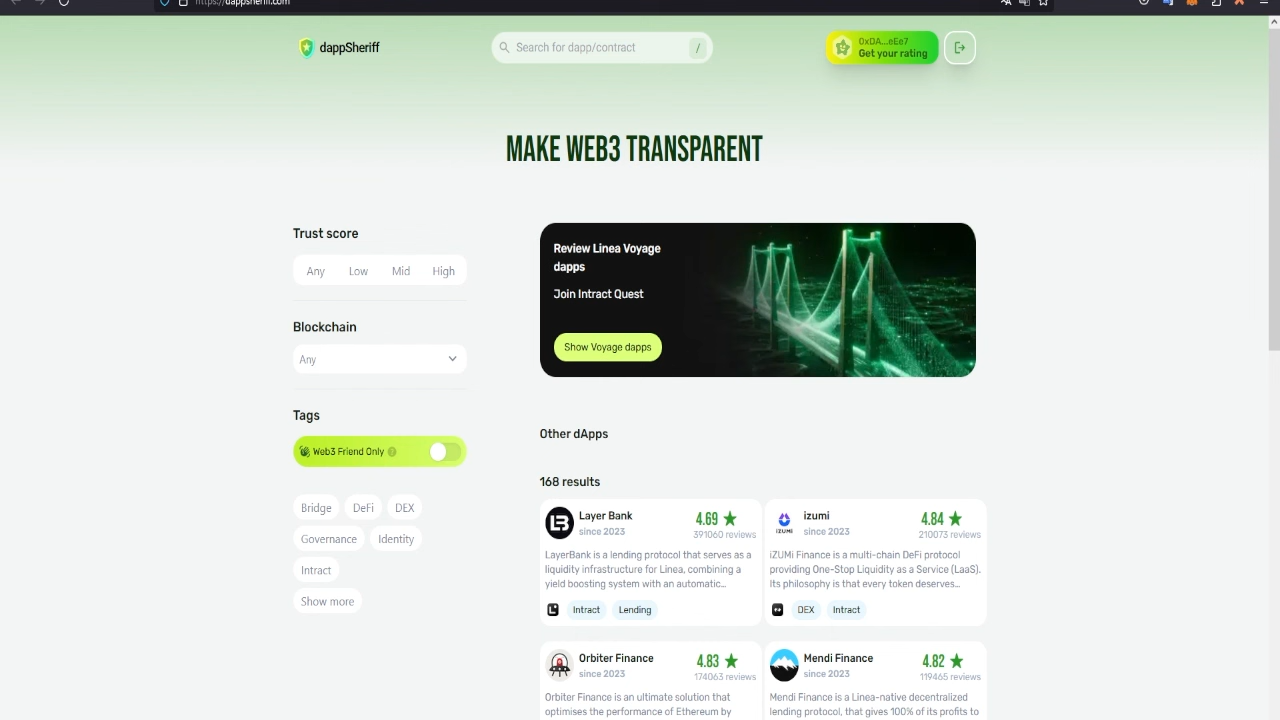 https://dappsheriff.com
dappSheriff
Search for dapp/contract
/
0xDA...eEe7
Get your rating
MAKE WEB3 TRANSPARENT
Trust score
Any Low Mid High
Blockchain
Any
Tags
Web3 Friend Only ?
Bridge DeFi DEX
Governance Identity
Intract
Show more
Review Linea Voyage
dapps
Join Intract Quest
Show Voyage dapps
Other dApps
168 results
Layer Bank 4.69
since 2023 391060 reviews
LayerBank is a lending protocol that serves as a
liquidity infrastructure for Linea, combining a
yield boosting system with an automatic...
Intract Lending
izumi 4.84
since 2023 210073 reviews
iZUMi Finance is a multi-chain DeFi protocol
providing One-Stop Liquidity as a Service (LaaS).
Its philosophy is that every token deserves...
DEX Intract
Orbiter Finance 4.83
since 2023 174063 reviews
Orbiter Finance is an ultimate solution that
optimises the performance of Ethereum by
Mendi Finance 4.82
since 2023 119465 reviews
Mendi Finance is a Linea-native decentralized
lending protocol, that gives 100% of its profits to